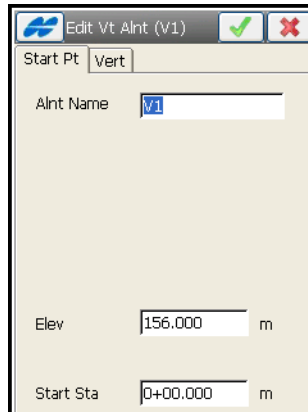 Edit Vt Alnt (V1)
Start Pt Vert
Alnt Name V1
Elev 156.000 m
Start Sta 0+00.000 m